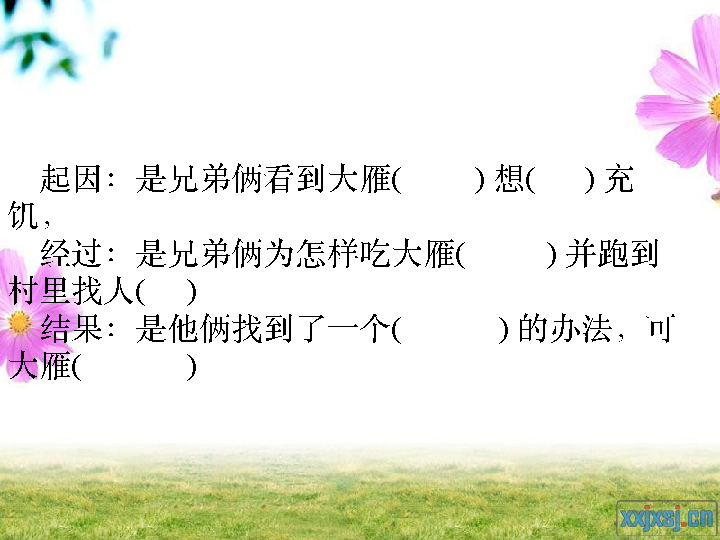 起因：是兄弟俩看到大雁(        ) 想(      ) 充
饥，
经过：是兄弟俩为怎样吃大雁(          ) 并跑到
村里找人(     )
结果：是他俩找到了一个(            ) 的办法，可
大雁(             )
xxjxsj.cn